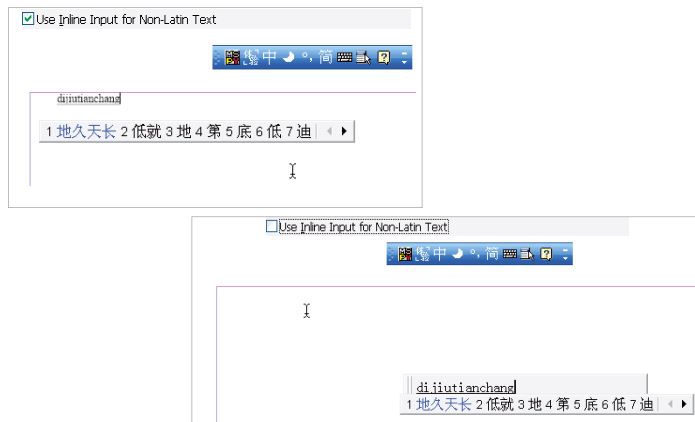 Use Inline Input for Non-Latin Text
中 °, 简
dijiutianchang
1 地久天长 2 低就 3 地 4 第 5 底 6 低 7 迪
Use Inline Input for Non-Latin Text
中 °, 简
dijiutianchang
1 地久天长 2 低就 3 地 4 第 5 底 6 低 7 迪